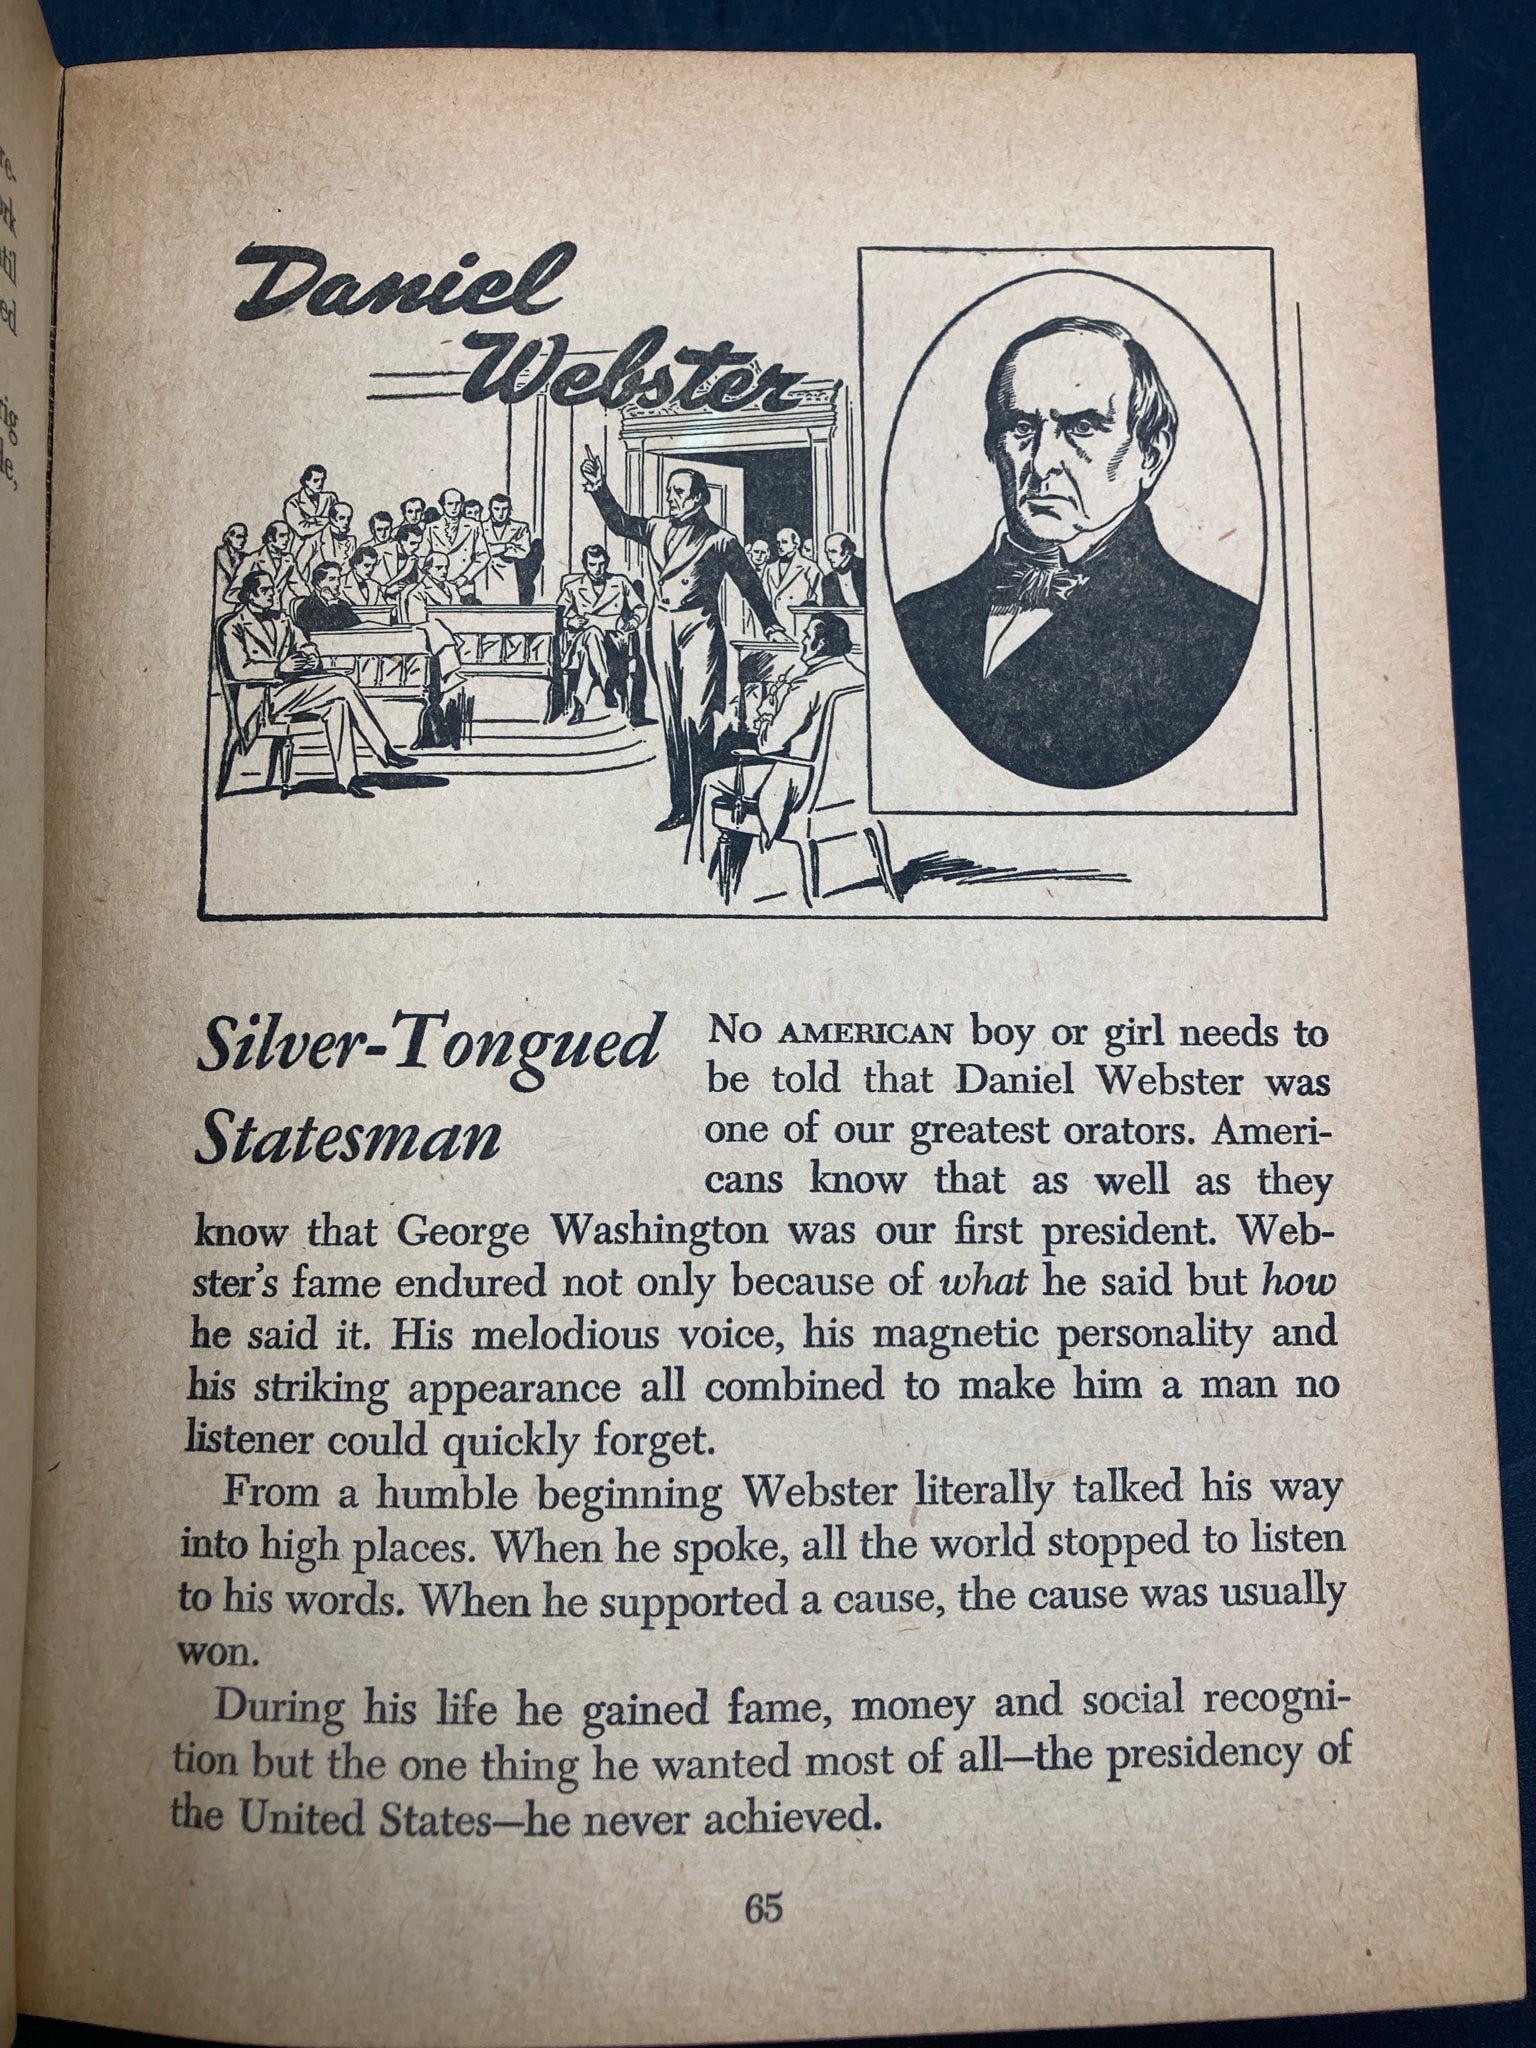 re.
ork
til
ed
rig
le,
Daniel
Webster
Silver-Tongued
Statesman
No AMERICAN boy or girl needs to
be told that Daniel Webster was
one of our greatest orators. Ameri-
cans know that as well as they
know that George Washington was our first president. Web-
ster's fame endured not only because of what he said but how
he said it. His melodious voice, his magnetic personality and
his striking appearance all combined to make him a man no
listener could quickly forget.
From a humble beginning Webster literally talked his way
into high places. When he spoke, all the world stopped to listen
to his words. When he supported a cause, the cause was usually
won.
During his life he gained fame, money and social recogni-
tion but the one thing he wanted most of all—the presidency of
the United States—he never achieved.
65